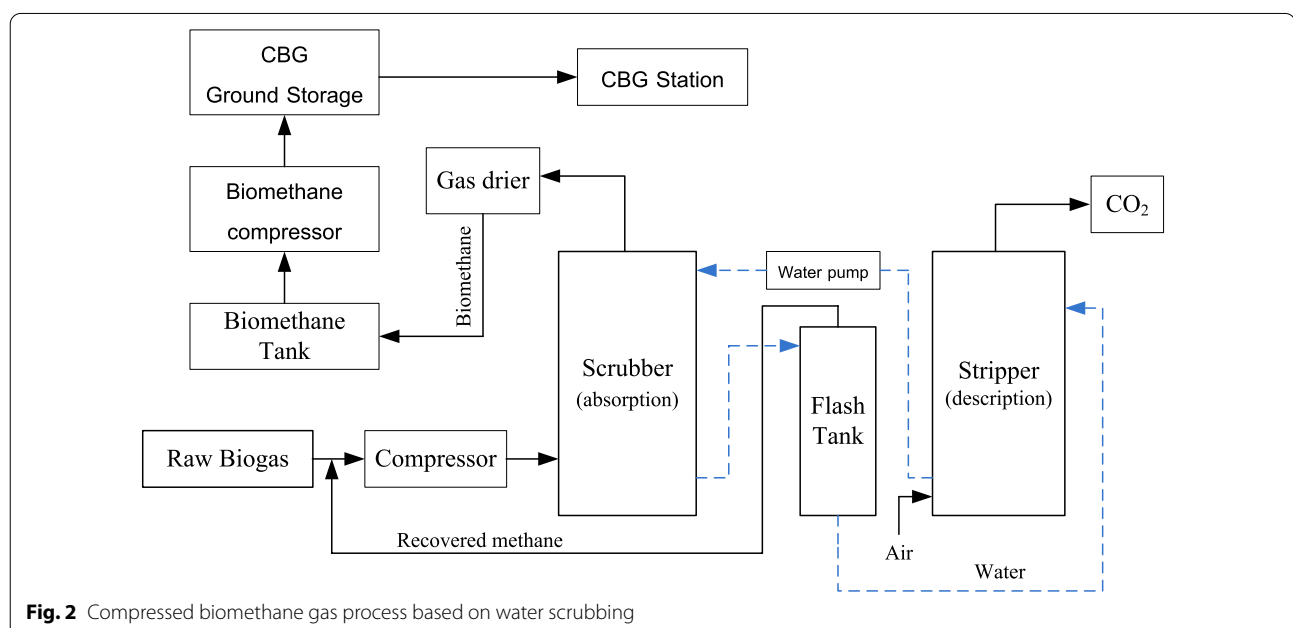 CBG
Ground Storage
CBG Station
Biomethane
compressor
Gas drier
CO₂
Biomethane
Water pump
Biomethane
Tank
Scrubber
(absorption)
Flash
Tank
Stripper
(description)
Raw Biogas
Compressor
Recovered methane
Air
Water
Fig. 2 Compressed biomethane gas process based on water scrubbing